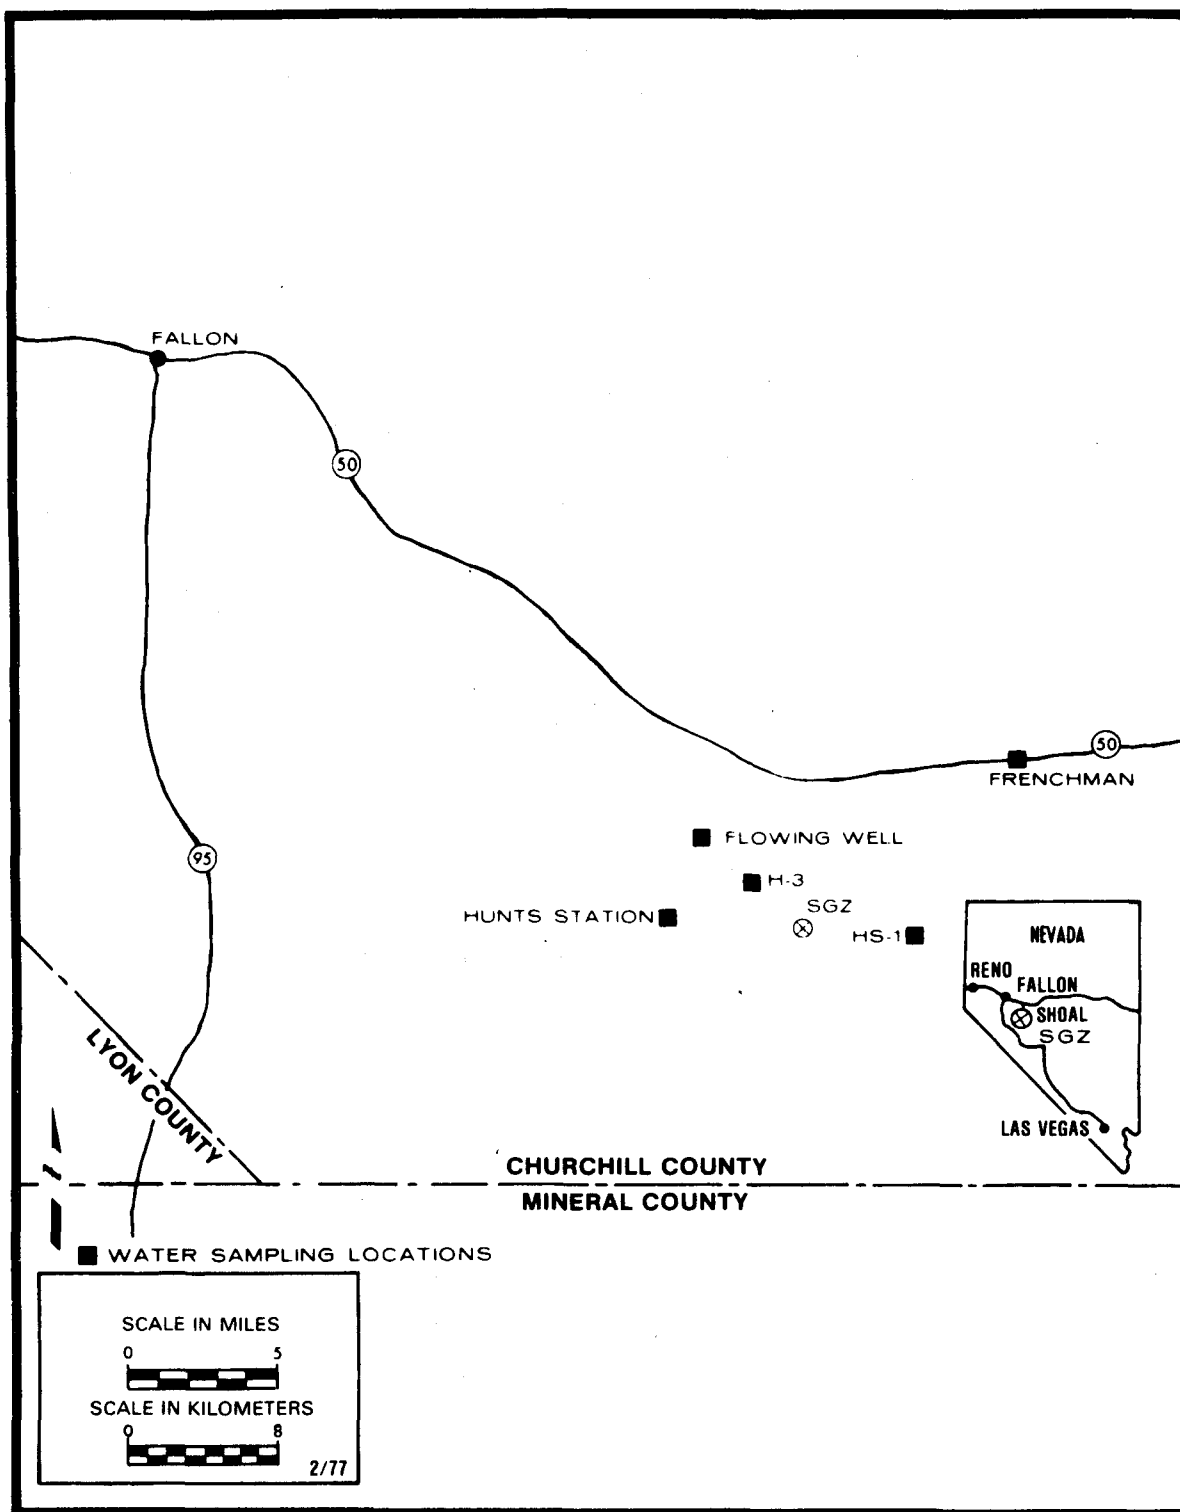 FALLON
50
50
FRENCHMAN
FLOWING WELL
95
H-3
SGZ
HUNTS STATION
HS-1
NEVADA
RENO
FALLON
SHOAL
SGZ
LAS VEGAS
LYON COUNTY
CHURCHILL COUNTY
MINERAL COUNTY
N
WATER SAMPLING LOCATIONS
SCALE IN MILES
0 5
SCALE IN KILOMETERS
0 8
2/77